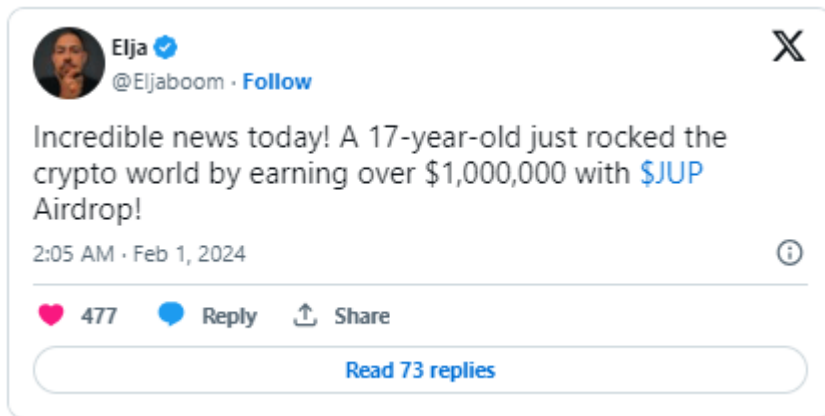 Elja
@Eljaboom · Follow
Incredible news today! A 17-year-old just rocked the
crypto world by earning over $1,000,000 with $JUP
Airdrop!
2:05 AM · Feb 1, 2024
477 Reply Share
Read 73 replies